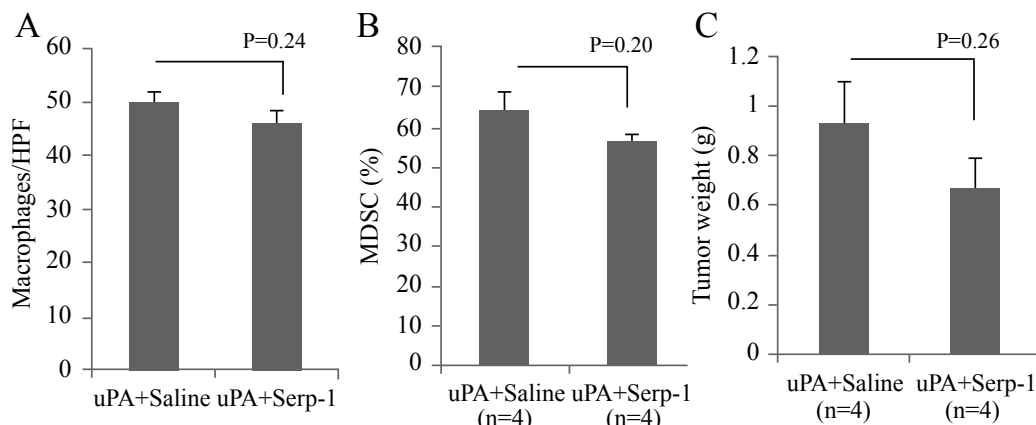 A
P=0.24
60
50
40
30
20
10
0
Macrophages/HPF
uPA+Saline uPA+Serp-1
B
P=0.20
80
70
60
50
40
30
20
10
0
MDSC (%)
uPA+Saline uPA+Serp-1
(n=4) (n=4)
C
P=0.26
1.2
1
0.8
0.6
0.4
0.2
0
Tumor weight (g)
uPA+Saline uPA+Serp-1
(n=4) (n=4)